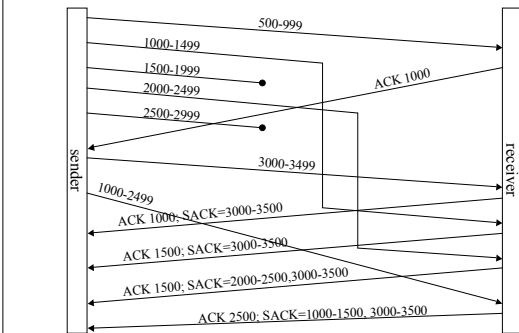 500-999
1000-1499
1500-1999
2000-2499
2500-2999
ACK 1000
sender
receiver
3000-3499
1000-2499
ACK 1000; SACK=3000-3500
ACK 1500; SACK=3000-3500
ACK 1500; SACK=2000-2500,3000-3500
ACK 2500; SACK=1000-1500, 3000-3500